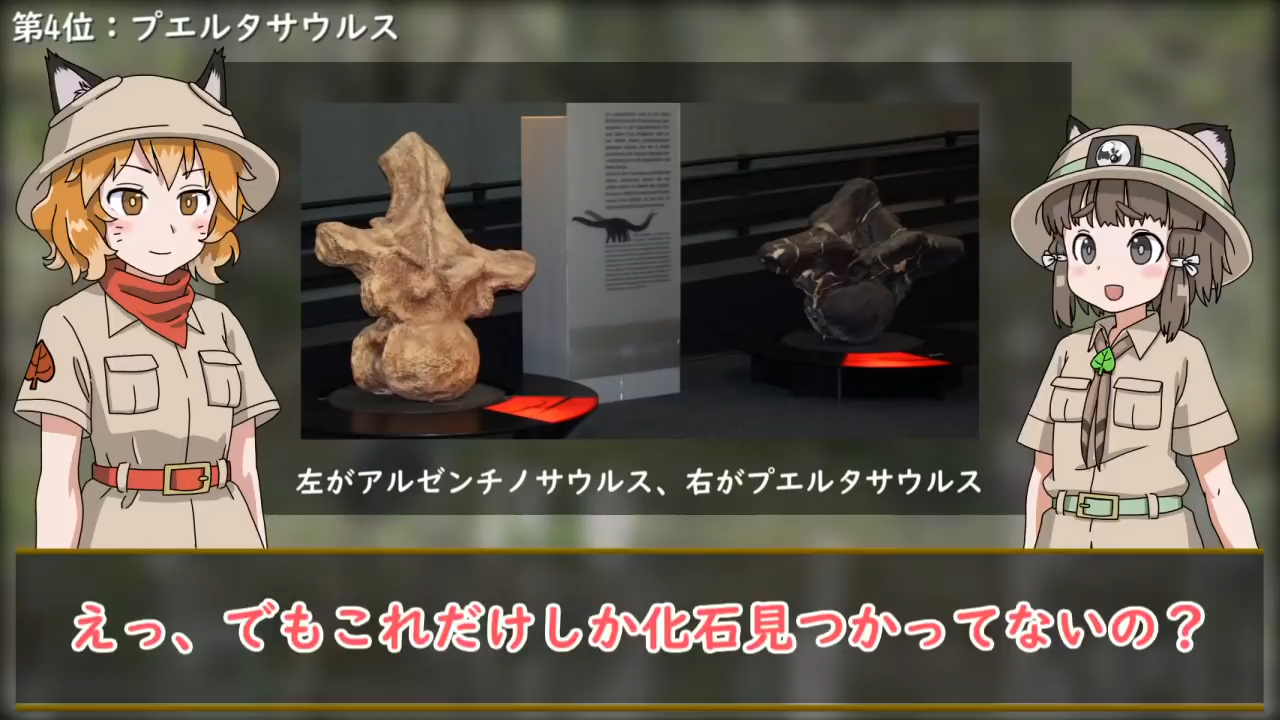 第4位：プエルタサウルス
左がアルゼンチノサウルス、右がプエルタサウルス
えっ、でもこれだけしか化石見つかってないの？